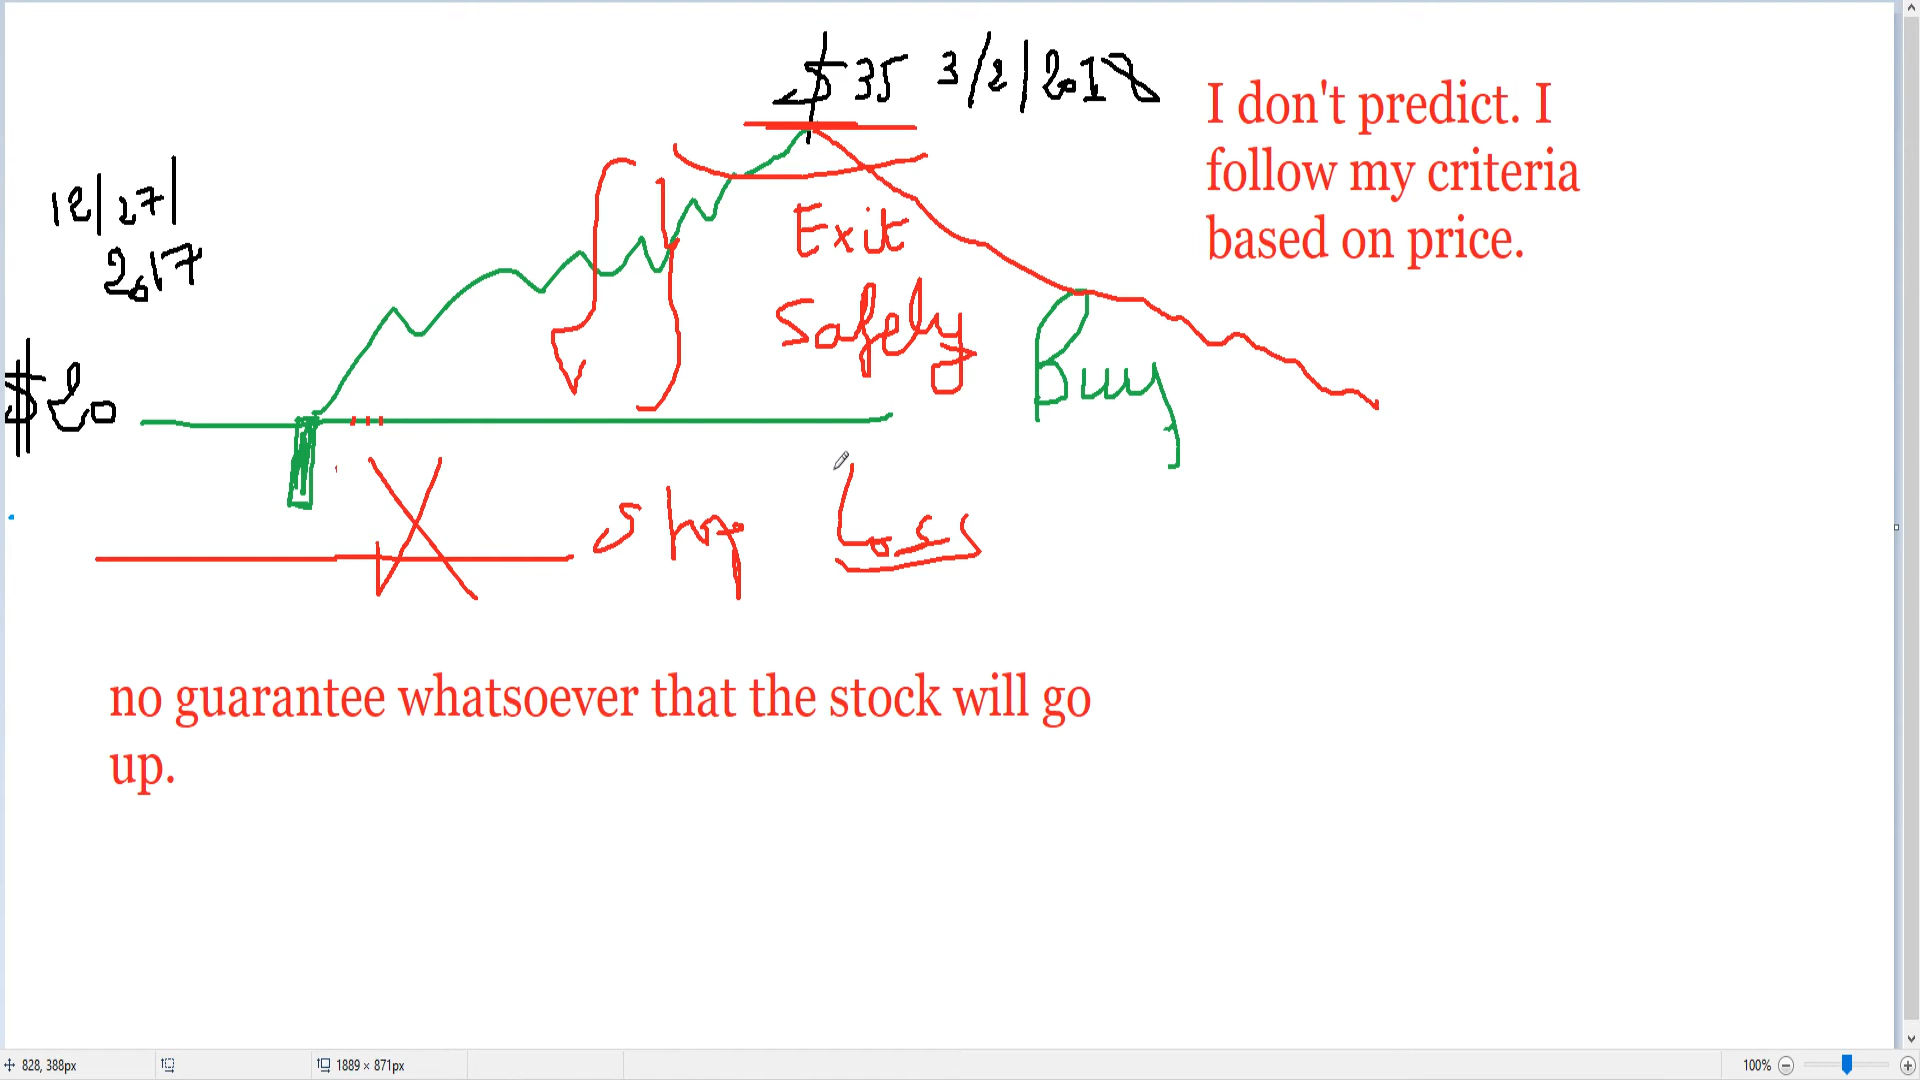 $35 3/2/2018
I don't predict. I
follow my criteria
based on price.
12/27/
2017
Exit
Safely
$20
Buy
Stop Loss
no guarantee whatsoever that the stock will go
up.
828, 388px
1889 × 871px
100%